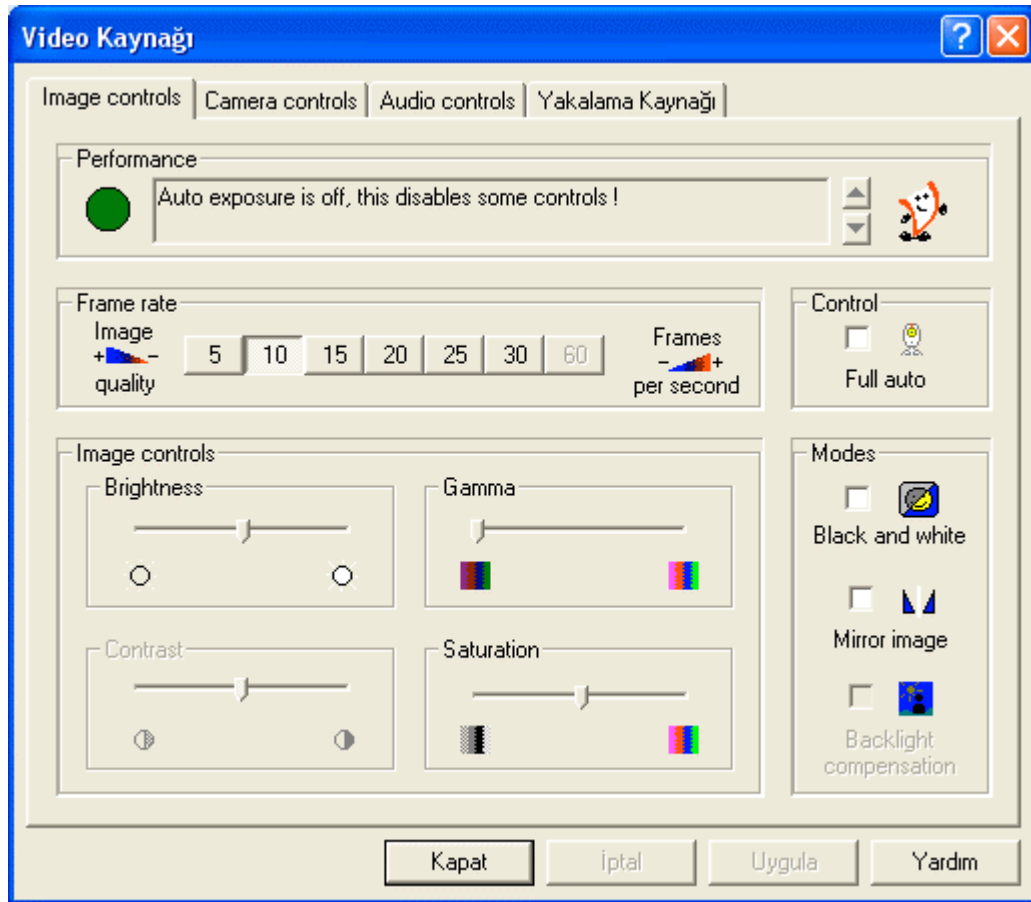 Video Kaynağı
Image controls
Camera controls
Audio controls
Yakalama Kaynağı
Performance
Auto exposure is off, this disables some controls !
Frame rate
Image
+ -
quality
5
10
15
20
25
30
60
Frames
- +
per second
Control
Full auto
Image controls
Brightness
Gamma
Contrast
Saturation
Modes
Black and white
Mirror image
Backlight
compensation
Kapat
İptal
Uygula
Yardım